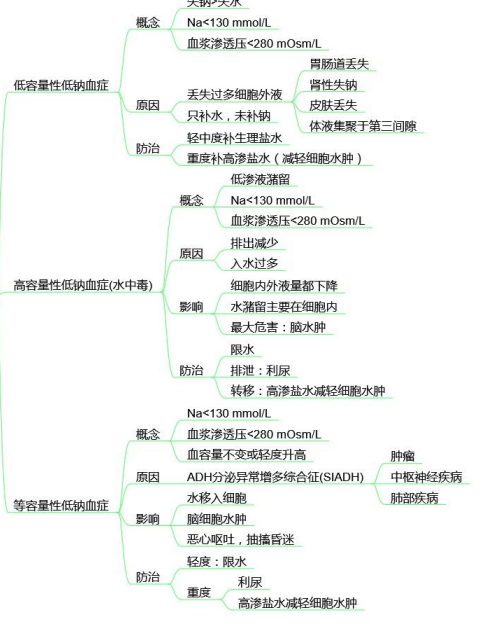 失钠>失水
概念
Na<130 mmol/L
血浆渗透压<280 mOsm/L
低容量性低钠血症
原因
丢失过多细胞外液
胃肠道丢失
肾性失钠
皮肤丢失
体液集聚于第三间隙
只补水，未补钠
防治
轻中度补生理盐水
重度补高渗盐水（减轻细胞水肿）
高容量性低钠血症(水中毒)
概念
低渗液潴留
Na<130 mmol/L
血浆渗透压<280 mOsm/L
原因
排出减少
入水过多
影响
细胞内外液量都下降
水潴留主要在细胞内
最大危害：脑水肿
防治
限水
排泄：利尿
转移：高渗盐水减轻细胞水肿
等容量性低钠血症
概念
Na<130 mmol/L
血浆渗透压<280 mOsm/L
血容量不变或轻度升高
原因
ADH分泌异常增多综合征(SIADH)
肿瘤
中枢神经疾病
肺部疾病
影响
水移入细胞
脑细胞水肿
恶心呕吐，抽搐昏迷
防治
轻度：限水
重度
利尿
高渗盐水减轻细胞水肿